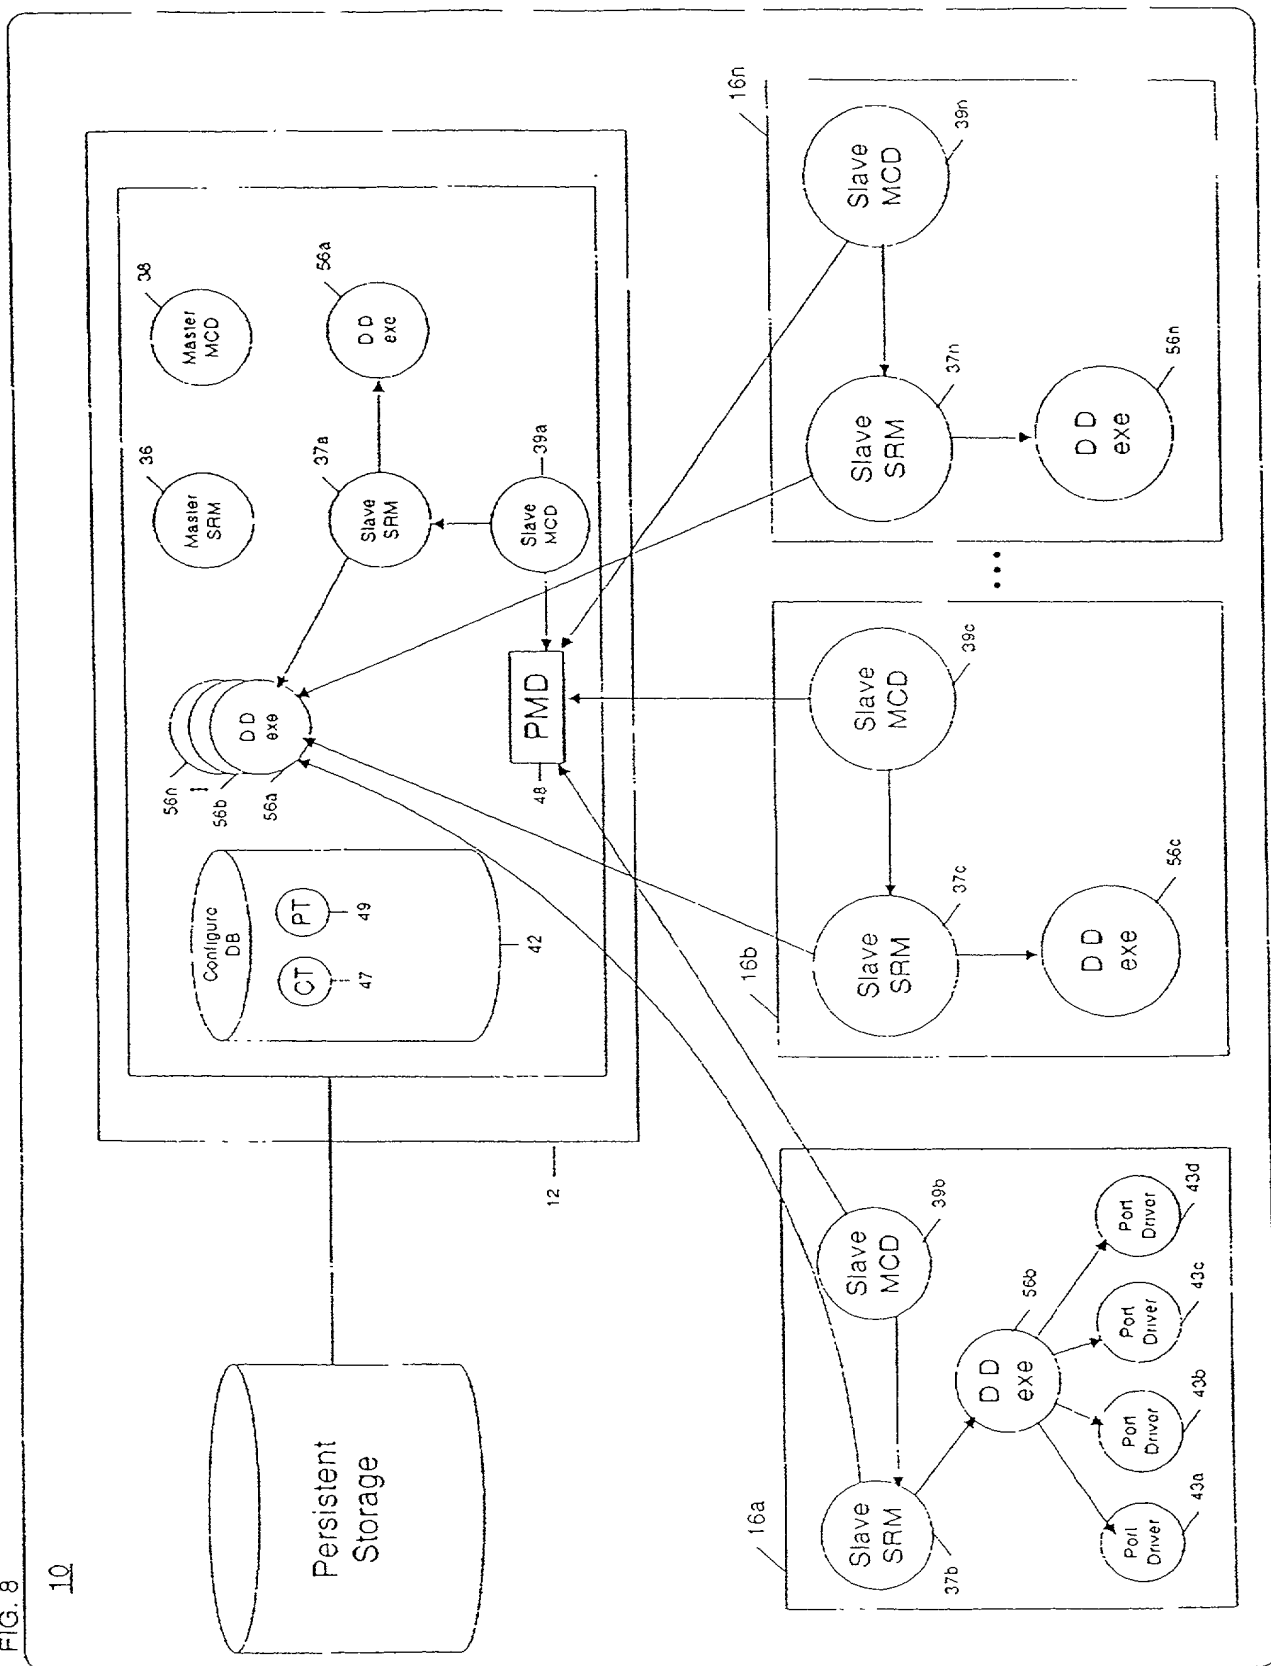 FIG. 8
10
Persistent
Storage
12
Configure
DB
CT
47
PT
49
42
56n
56b
56a
DD
exe
Master
SRM
36
Master
MCD
38
Slave
SRM
37a
DD
exe
56a
Slave
MCD
39a
PMD
48
16a
Slave
SRM
37b
Slave
MCD
39b
DD
exe
56b
Port
Driver
43a
Port
Driver
43b
Port
Driver
43c
Port
Driver
43d
16b
Slave
SRM
37c
Slave
MCD
39c
DD
exe
56c
...
16n
Slave
SRM
37n
Slave
MCD
39n
DD
exe
56n